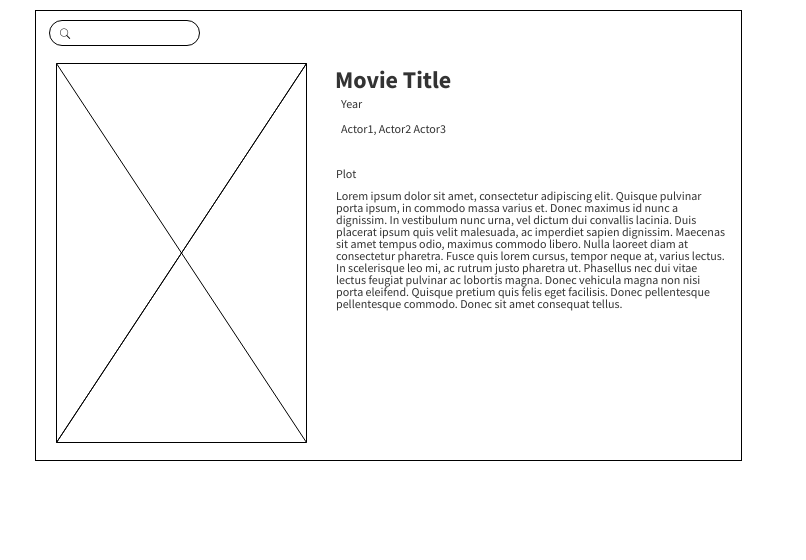 Movie Title
Year
Actor1, Actor2 Actor3
Plot
Lorem ipsum dolor sit amet, consectetur adipiscing elit. Quisque pulvinar
porta ipsum, in commodo massa varius et. Donec maximus id nunc a
dignissim. In vestibulum nunc urna, vel dictum dui convallis lacinia. Duis
placerat ipsum quis velit malesuada, ac imperdiet sapien dignissim. Maecenas
sit amet tempus odio, maximus commodo libero. Nulla laoreet diam at
consectetur pharetra. Fusce quis lorem cursus, tempor neque at, varius lectus.
In scelerisque leo mi, ac rutrum justo pharetra ut. Phasellus nec dui vitae
lectus feugiat pulvinar ac lobortis magna. Donec vehicula magna non nisi
porta eleifend. Quisque pretium quis felis eget facilisis. Donec pellentesque
pellentesque commodo. Donec sit amet consequat tellus.